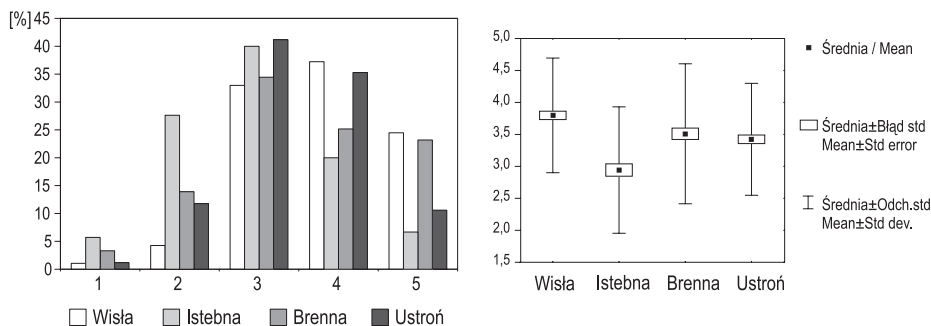 [%]
45
40
35
30
25
20
15
10
5
0
1 2 3 4 5
Wisła Istebna Brenna Ustroń
5,0
4,5
4,0
3,5
3,0
2,5
2,0
1,5
Wisła Istebna Brenna Ustroń
Średnia / Mean
Średnia±Błąd std
Mean±Std error
Średnia±Odch.std
Mean±Std dev.